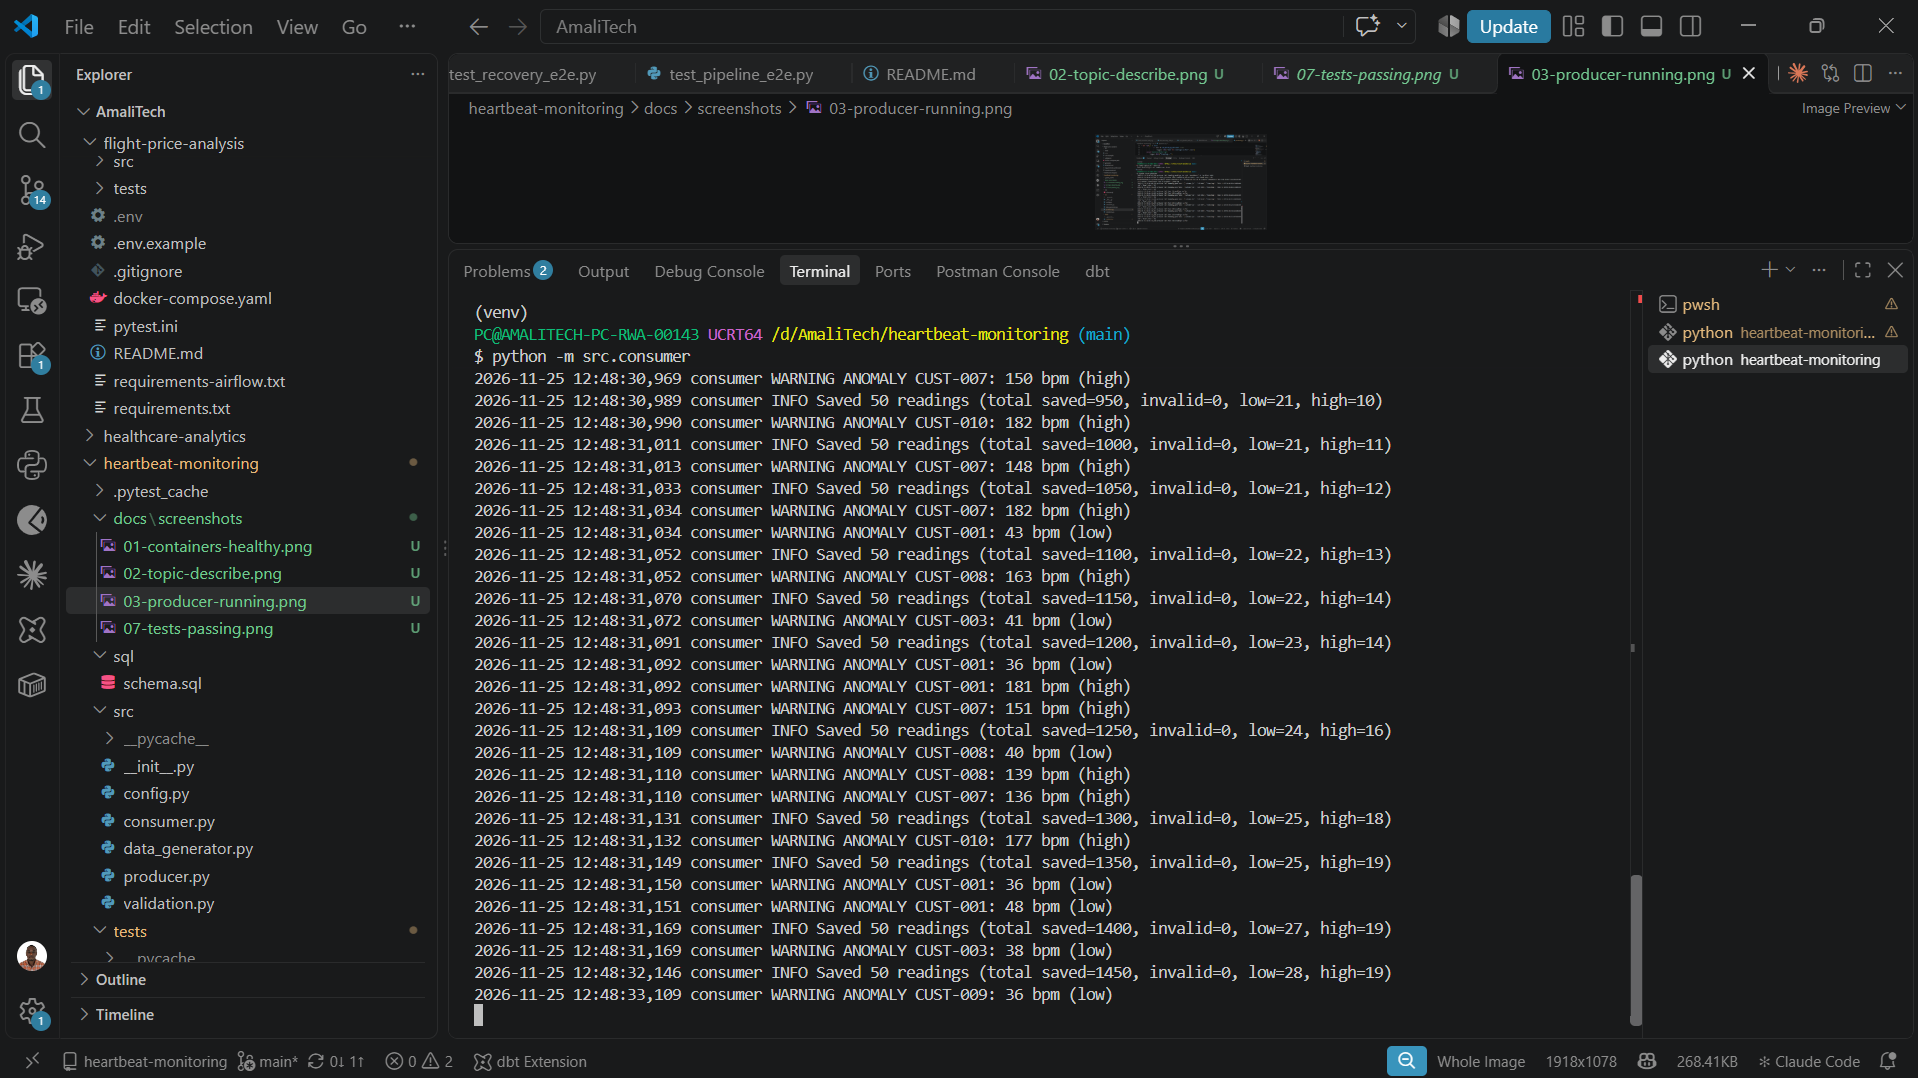 File Edit Selection View Go ···
AmaliTech
Update
Explorer
AmaliTech
flight-price-analysis
src
tests
.env
.env.example
.gitignore
docker-compose.yaml
pytest.ini
README.md
requirements-airflow.txt
requirements.txt
healthcare-analytics
heartbeat-monitoring
.pytest_cache
docs\screenshots
01-containers-healthy.png U
02-topic-describe.png U
03-producer-running.png U
07-tests-passing.png U
sql
schema.sql
src
__pycache__
__init__.py
config.py
consumer.py
data_generator.py
producer.py
validation.py
tests
__pycache__
Outline
Timeline
1
14
1
1
test_recovery_e2e.py test_pipeline_e2e.py README.md 02-topic-describe.png U 07-tests-passing.png U 03-producer-running.png U
heartbeat-monitoring > docs > screenshots > 03-producer-running.png
Image Preview
Problems 2 Output Debug Console Terminal Ports Postman Console dbt
(venv)
PC@AMALITECH-PC-RWA-00143 UCRT64 /d/AmaliTech/heartbeat-monitoring (main)
$ python -m src.consumer
2026-11-25 12:48:30,969 consumer WARNING ANOMALY CUST-007: 150 bpm (high)
2026-11-25 12:48:30,989 consumer INFO Saved 50 readings (total saved=950, invalid=0, low=21, high=10)
2026-11-25 12:48:30,990 consumer WARNING ANOMALY CUST-010: 182 bpm (high)
2026-11-25 12:48:31,011 consumer INFO Saved 50 readings (total saved=1000, invalid=0, low=21, high=11)
2026-11-25 12:48:31,013 consumer WARNING ANOMALY CUST-007: 148 bpm (high)
2026-11-25 12:48:31,033 consumer INFO Saved 50 readings (total saved=1050, invalid=0, low=21, high=12)
2026-11-25 12:48:31,034 consumer WARNING ANOMALY CUST-007: 182 bpm (high)
2026-11-25 12:48:31,034 consumer WARNING ANOMALY CUST-001: 43 bpm (low)
2026-11-25 12:48:31,052 consumer INFO Saved 50 readings (total saved=1100, invalid=0, low=22, high=13)
2026-11-25 12:48:31,052 consumer WARNING ANOMALY CUST-008: 163 bpm (high)
2026-11-25 12:48:31,070 consumer INFO Saved 50 readings (total saved=1150, invalid=0, low=22, high=14)
2026-11-25 12:48:31,072 consumer WARNING ANOMALY CUST-003: 41 bpm (low)
2026-11-25 12:48:31,091 consumer INFO Saved 50 readings (total saved=1200, invalid=0, low=23, high=14)
2026-11-25 12:48:31,092 consumer WARNING ANOMALY CUST-001: 36 bpm (low)
2026-11-25 12:48:31,092 consumer WARNING ANOMALY CUST-001: 181 bpm (high)
2026-11-25 12:48:31,093 consumer WARNING ANOMALY CUST-007: 151 bpm (high)
2026-11-25 12:48:31,109 consumer INFO Saved 50 readings (total saved=1250, invalid=0, low=24, high=16)
2026-11-25 12:48:31,109 consumer WARNING ANOMALY CUST-008: 40 bpm (low)
2026-11-25 12:48:31,110 consumer WARNING ANOMALY CUST-008: 139 bpm (high)
2026-11-25 12:48:31,110 consumer WARNING ANOMALY CUST-007: 136 bpm (high)
2026-11-25 12:48:31,131 consumer INFO Saved 50 readings (total saved=1300, invalid=0, low=25, high=18)
2026-11-25 12:48:31,132 consumer WARNING ANOMALY CUST-010: 177 bpm (high)
2026-11-25 12:48:31,149 consumer INFO Saved 50 readings (total saved=1350, invalid=0, low=25, high=19)
2026-11-25 12:48:31,150 consumer WARNING ANOMALY CUST-001: 36 bpm (low)
2026-11-25 12:48:31,151 consumer WARNING ANOMALY CUST-001: 48 bpm (low)
2026-11-25 12:48:31,169 consumer INFO Saved 50 readings (total saved=1400, invalid=0, low=27, high=19)
2026-11-25 12:48:31,169 consumer WARNING ANOMALY CUST-003: 38 bpm (low)
2026-11-25 12:48:32,146 consumer INFO Saved 50 readings (total saved=1450, invalid=0, low=28, high=19)
2026-11-25 12:48:33,109 consumer WARNING ANOMALY CUST-009: 36 bpm (low)
pwsh
python heartbeat-monitori...
python heartbeat-monitoring
heartbeat-monitoring main* 0↓ 1↑ 0 2 dbt Extension Whole Image 1918x1078 268.41KB Claude Code